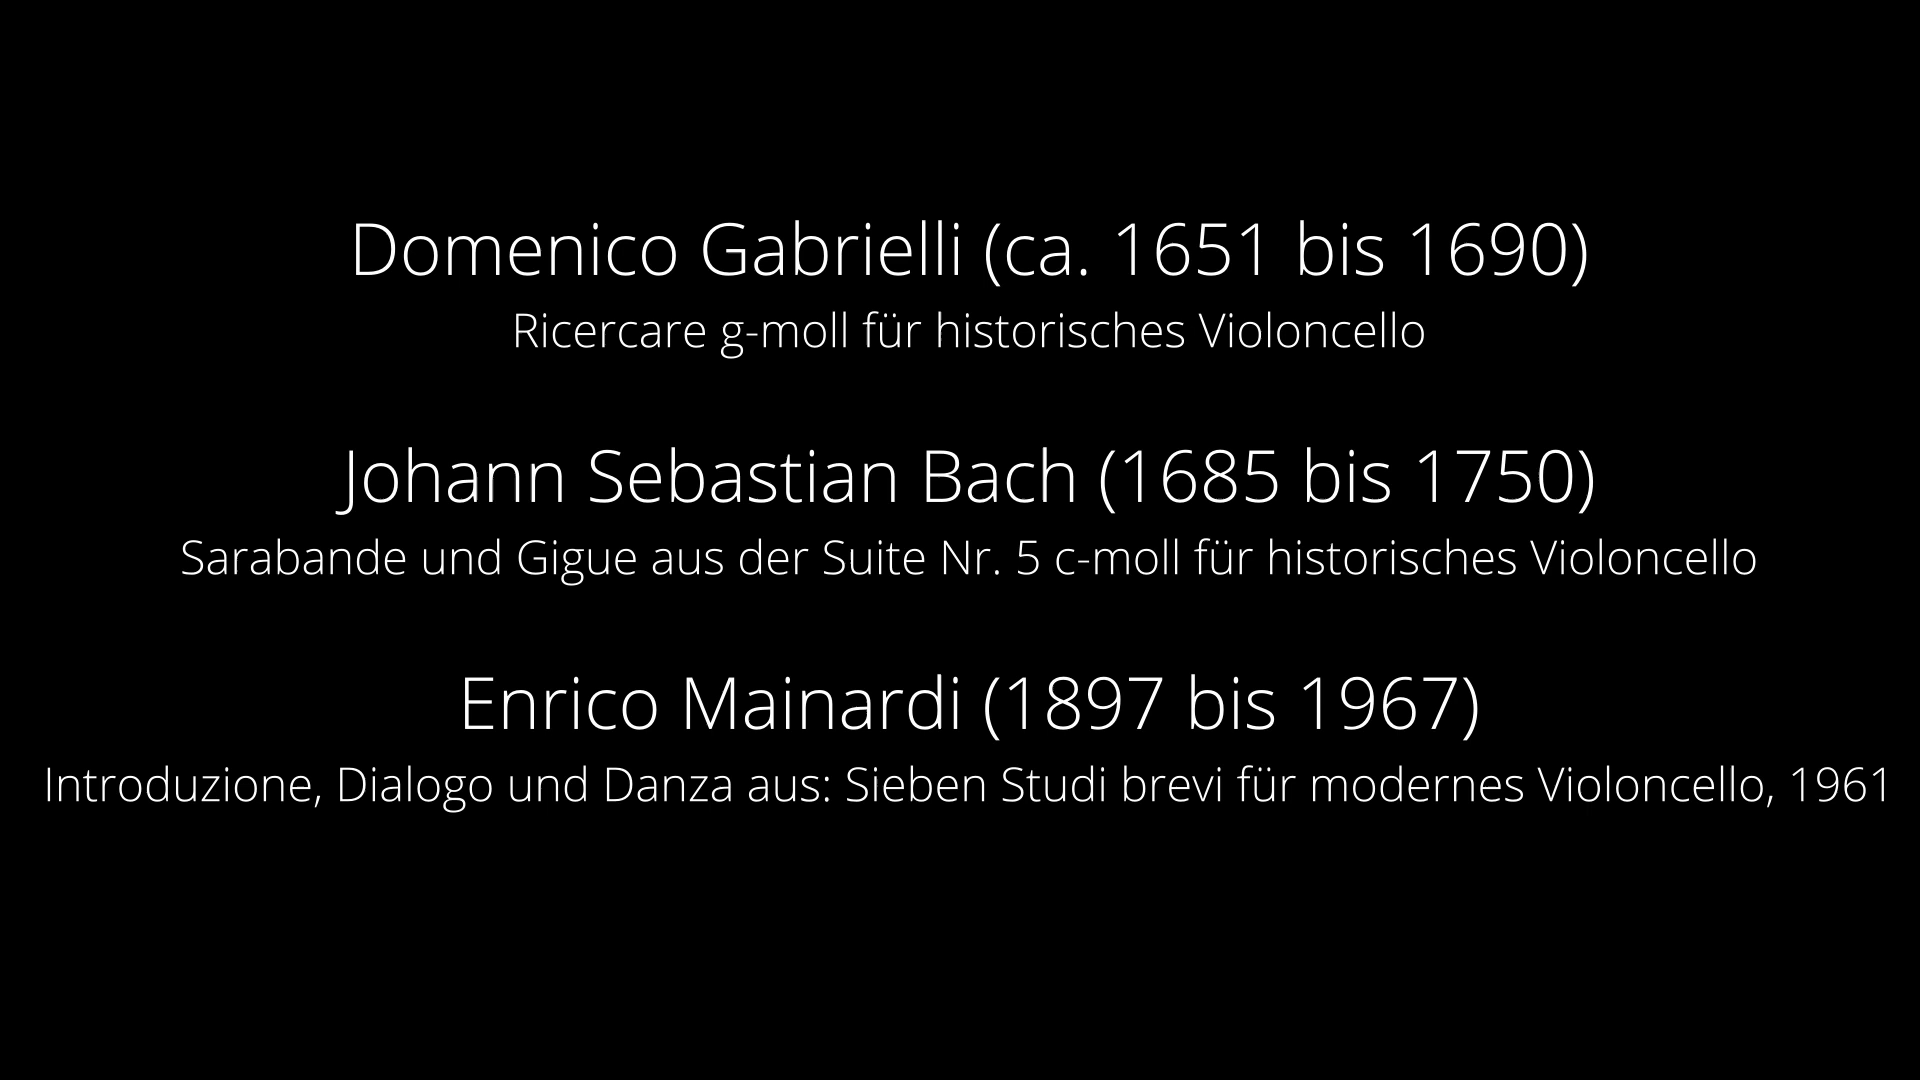 Domenico Gabrielli (ca. 1651 bis 1690)
Ricercare g-moll für historisches Violoncello
Johann Sebastian Bach (1685 bis 1750)
Sarabande und Gigue aus der Suite Nr. 5 c-moll für historisches Violoncello
Enrico Mainardi (1897 bis 1967)
Introduzione, Dialogo und Danza aus: Sieben Studi brevi für modernes Violoncello, 1961